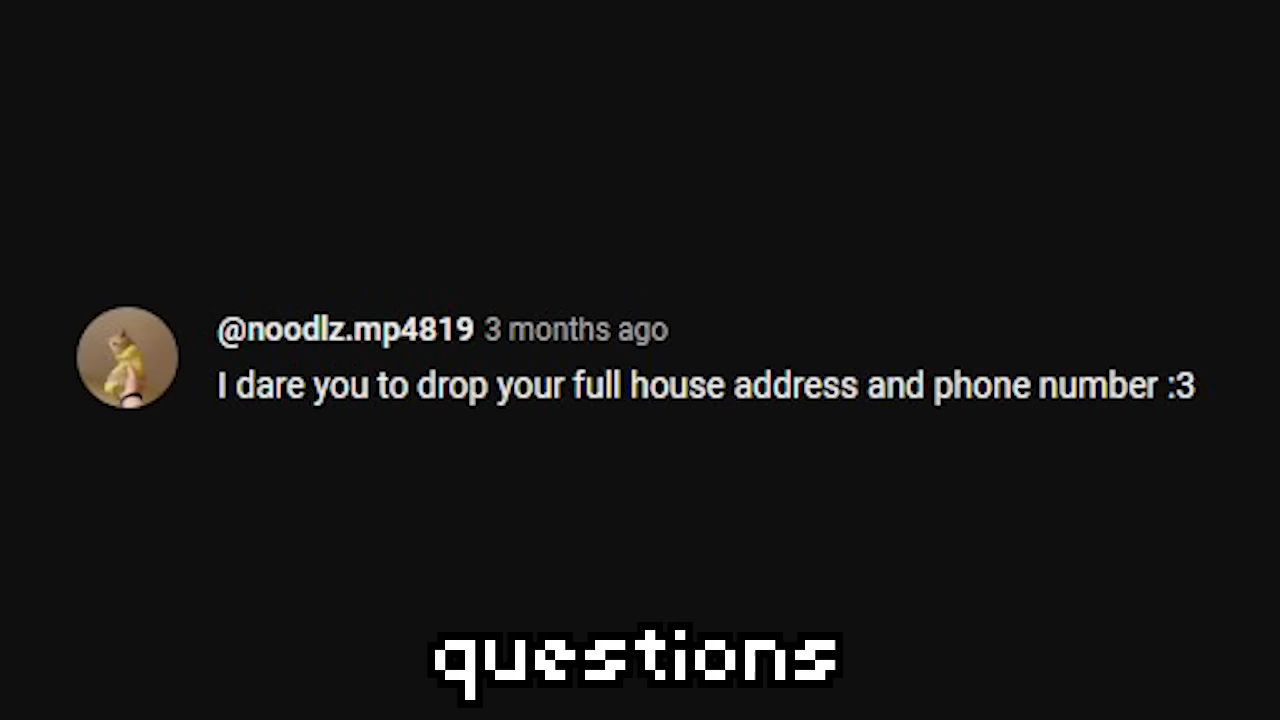 @noodlz.mp4819 3 months ago
I dare you to drop your full house address and phone number :3
questions